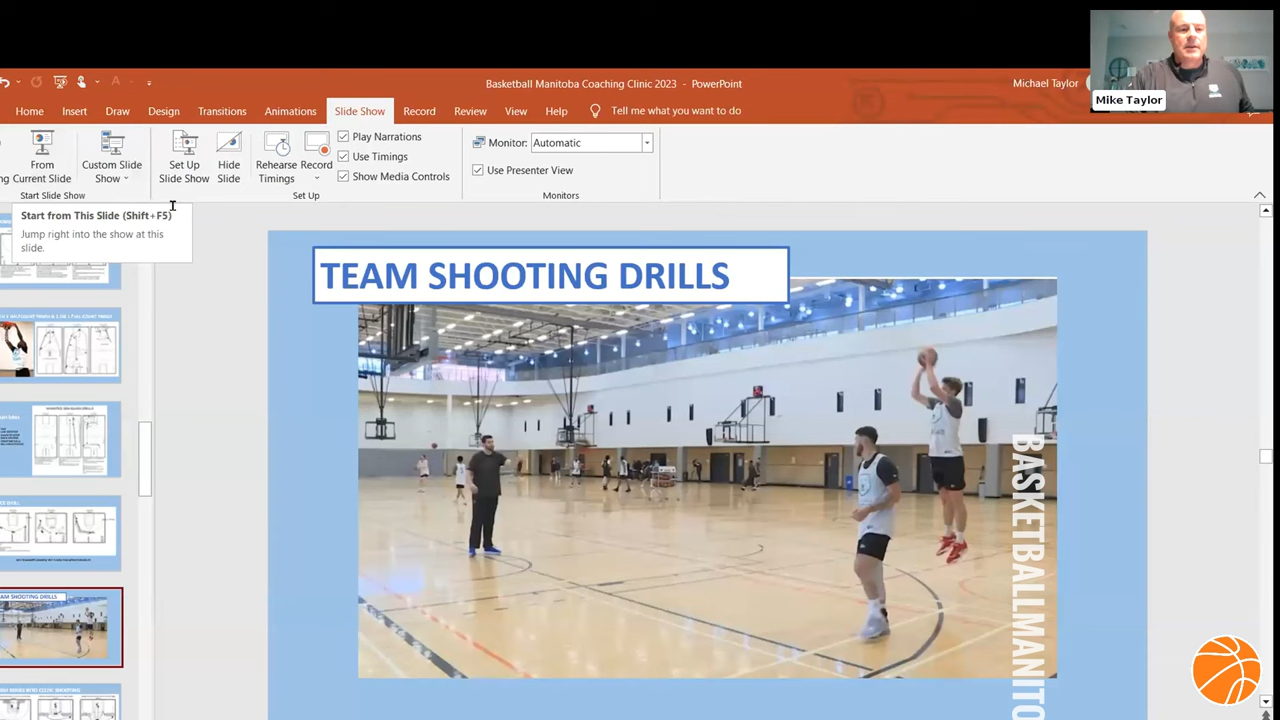 Mike Taylor
Basketball Manitoba Coaching Clinic 2023 - PowerPoint
Michael Taylor
Home Insert Draw Design Transitions Animations Slide Show Record Review View Help Tell me what you want to do
From
Current Slide
Custom Slide
Show
Set Up
Slide Show
Hide
Slide
Rehearse
Timings
Record
Play Narrations
Use Timings
Show Media Controls
Monitor: Automatic
Use Presenter View
Start Slide Show
Set Up
Monitors
Start from This Slide (Shift+F5)
Jump right into the show at this
slide.
TEAM SHOOTING DRILLS
BASKETBALLMANITO
TEAM SHOOTING DRILLS